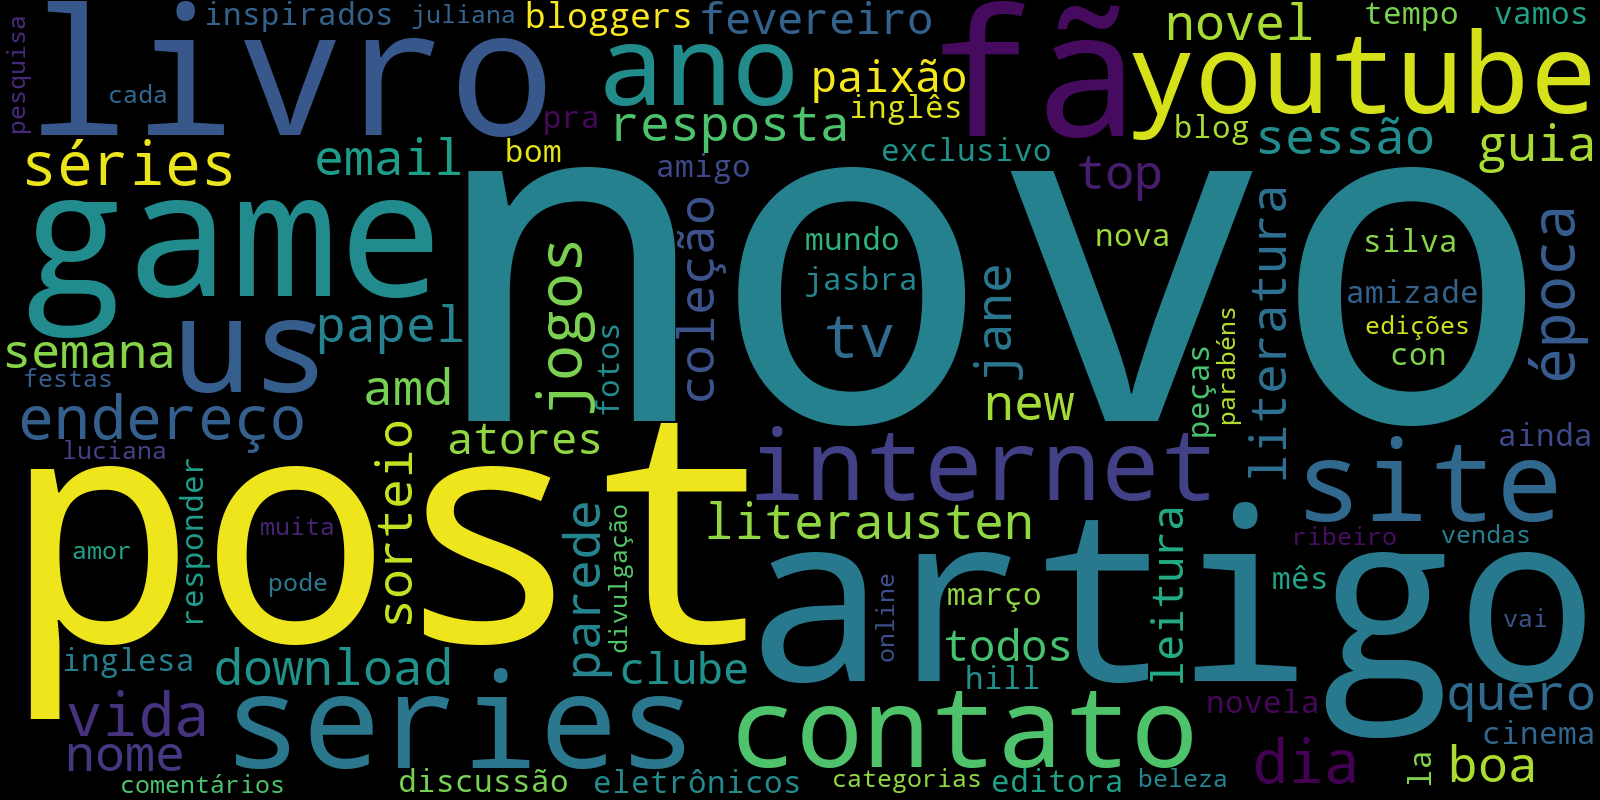 inspirados
juliana
bloggers
fevereiro
novel
tempo
vamos
pesquisa
livro
cada
ano
paixão
inglês
fã
youtube
pra
resposta
blog
sessão
guia
séries
email
bom
amigo
exclusivo
top
game
novo
jogos
fotos
coleção
mundo
jasbra
tv
jane
nova
literatura
silva
amizade
edições
con
época
us
papel
semana
festas
amd
new
peças
parabéns
endereço
luciana
atores
sorteio
internet
site
ainda
post
responder
muita
amor
pode
parede
divulgação
literausten
artigo
online
março
todos
hill
leitura
mês
ribeiro
vendas
vai
inglesa
download
clube
vida
nome
series
contato
novela
quero
cinema
dia
la
boa
comentários
discussão
eletrônicos
categorias
editora
beleza